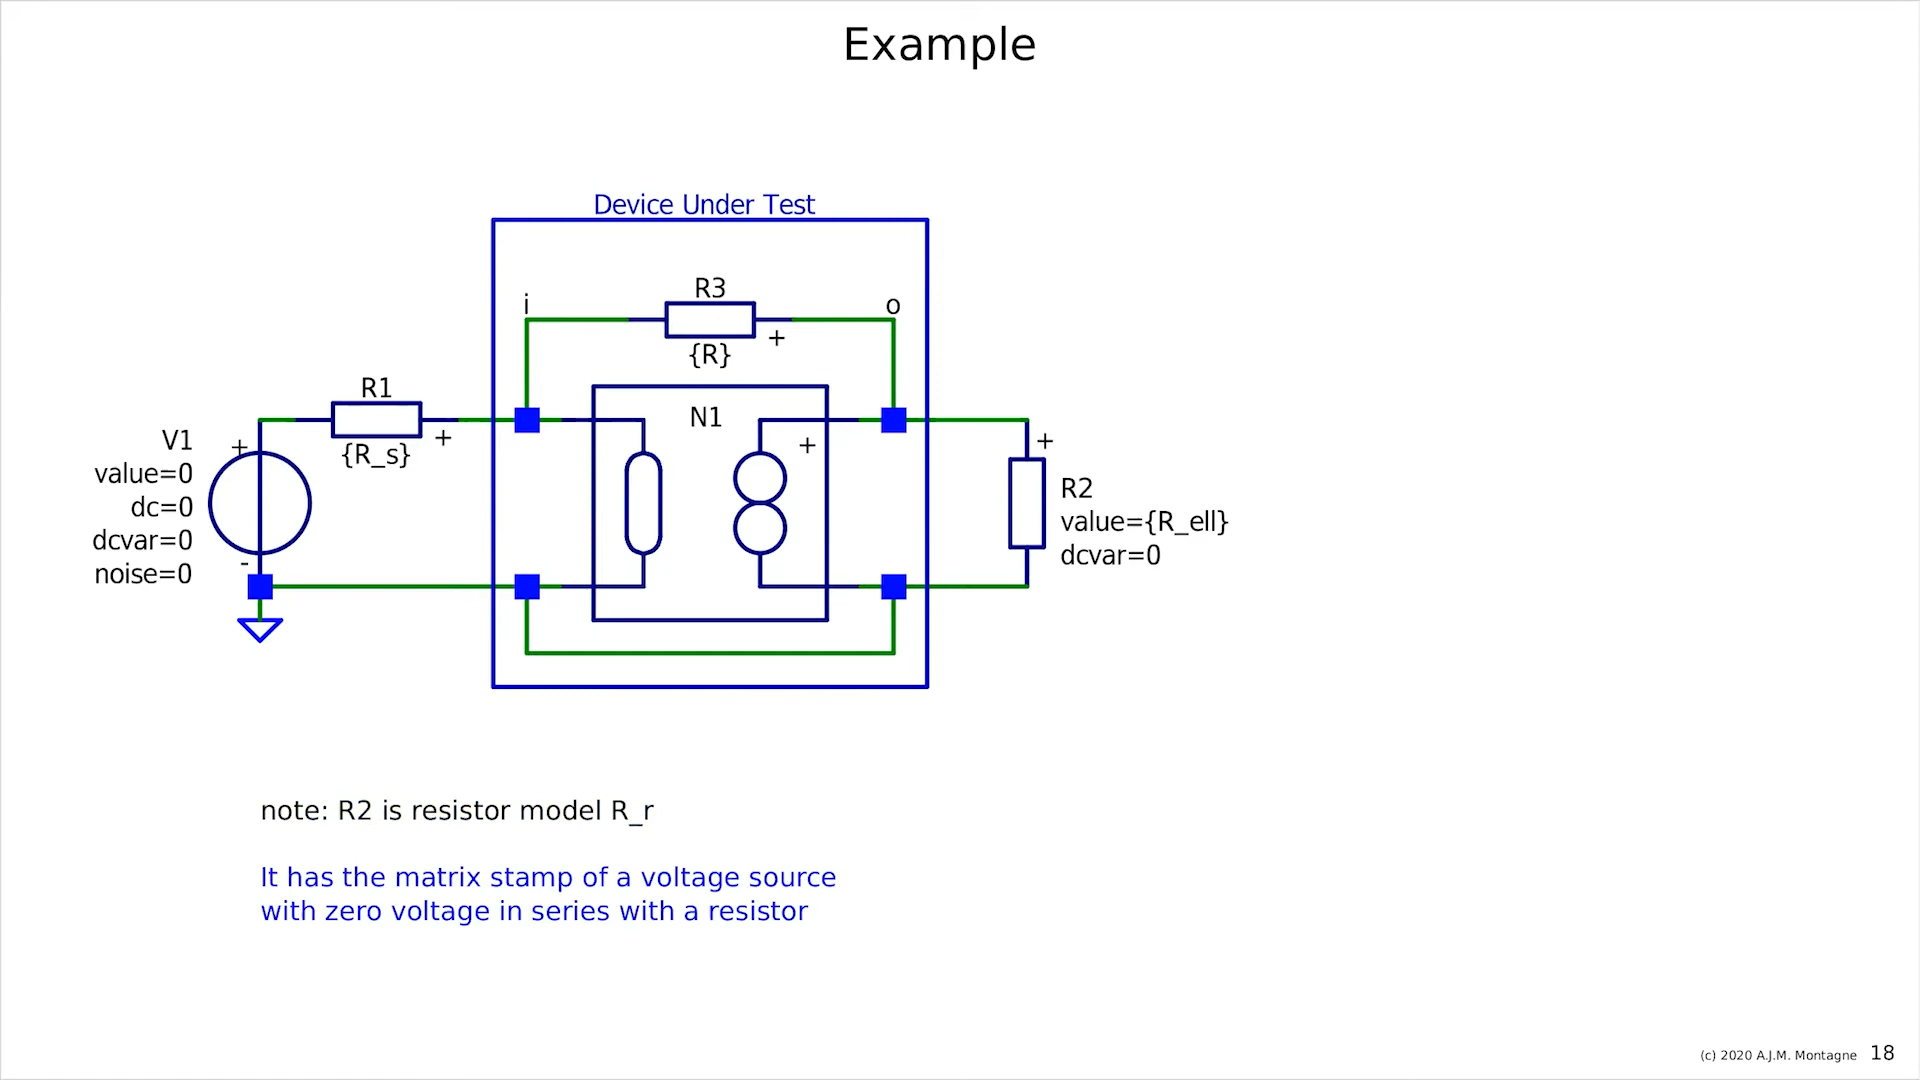 Example
Device Under Test
i
R3
o
+
{R}
R1
N1
V1
+
+
+
+
{R_s}
value=0
dc=0
R2
value={R_ell}
dcvar=0
dcvar=0
-
noise=0
note: R2 is resistor model R_r
It has the matrix stamp of a voltage source
with zero voltage in series with a resistor
(c) 2020 A.J.M. Montagne 18